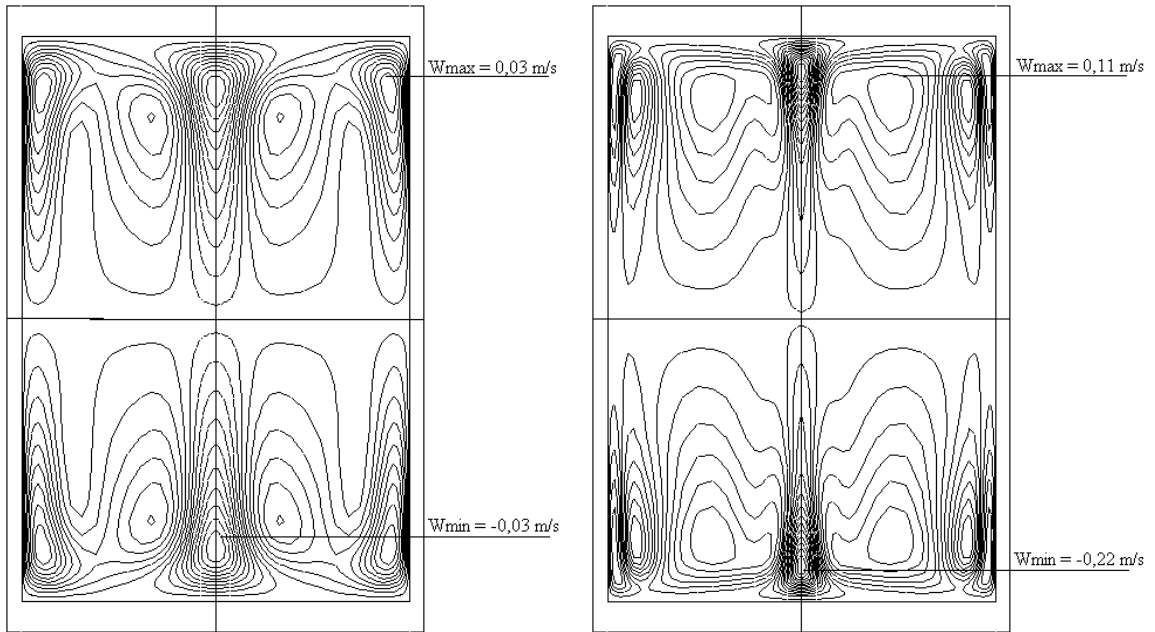 Wmax = 0,03 m/s
Wmax = 0,11 m/s
Wmin = -0,03 m/s
Wmin = -0,22 m/s